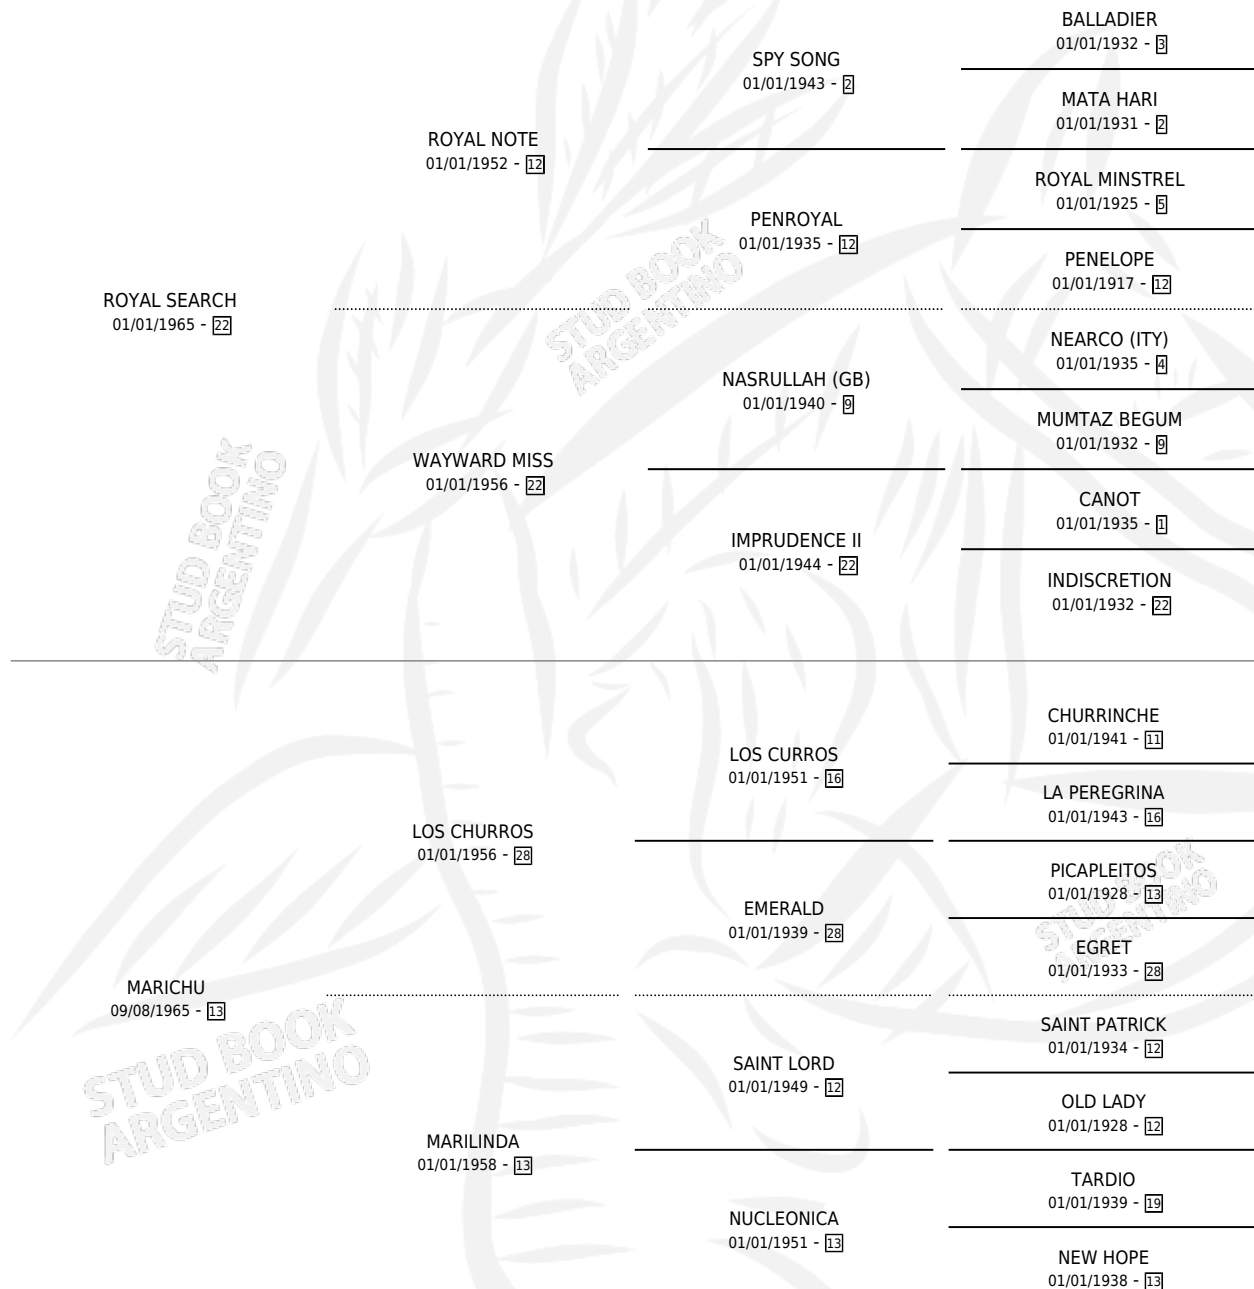 BALLADIER
01/01/1932 - 3
SPY SONG
01/01/1943 - 2
MATA HARI
01/01/1931 - 2
ROYAL NOTE
01/01/1952 - 12
ROYAL MINSTREL
01/01/1925 - 5
PENROYAL
01/01/1935 - 12
PENELOPE
01/01/1917 - 12
ROYAL SEARCH
01/01/1965 - 22
STUD BOOK
ARGENTINO
NEARCO (ITY)
01/01/1935 - 4
NASRULLAH (GB)
01/01/1940 - 9
MUMTAZ BEGUM
01/01/1932 - 9
WAYWARD MISS
01/01/1956 - 22
CANOT
01/01/1935 - 1
IMPRUDENCE II
01/01/1944 - 22
INDISCRETION
01/01/1932 - 22
STUD BOOK
ARGENTINO
CHURRINCHE
01/01/1941 - 11
LOS CURROS
01/01/1951 - 16
LA PEREGRINA
01/01/1943 - 16
LOS CHURROS
01/01/1956 - 28
PICAPLEITOS
01/01/1928 - 13
EMERALD
01/01/1939 - 28
STUD BOOK
ARGENTINO
EGRET
01/01/1933 - 28
MARICHU
09/08/1965 - 13
STUD BOOK
ARGENTINO
SAINT PATRICK
01/01/1934 - 12
SAINT LORD
01/01/1949 - 12
OLD LADY
01/01/1928 - 12
MARILINDA
01/01/1958 - 13
TARDIO
01/01/1939 - 19
NUCLEONICA
01/01/1951 - 13
NEW HOPE
01/01/1938 - 13